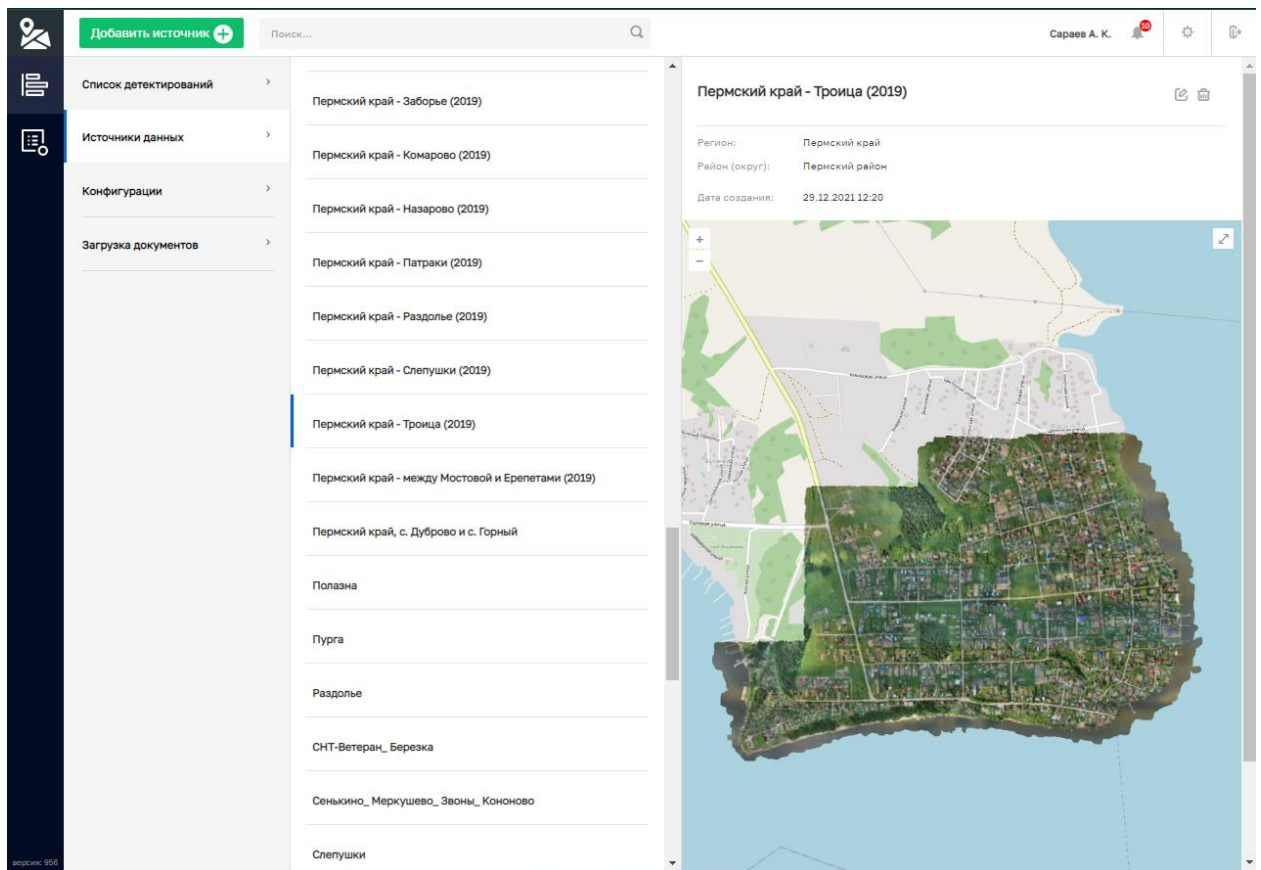 Добавить источник
Поиск...
Сараев А. К.
10
Список детектирований
Источники данных
Конфигурации
Загрузка документов
Пермский край - Заборье (2019)
Пермский край - Комарово (2019)
Пермский край - Назарово (2019)
Пермский край - Патраки (2019)
Пермский край - Раздолье (2019)
Пермский край - Слепушки (2019)
Пермский край - Троица (2019)
Пермский край - между Мостовой и Ерепетами (2019)
Пермский край, с. Дуброво и с. Горный
Полазна
Пурга
Раздолье
СНТ-Ветеран_ Березка
Сенькино_ Меркушево_ Звоны_ Кононово
Слепушки
Пермский край - Троица (2019)
Регион: Пермский край
Район (округ): Пермский район
Дата создания: 29.12.2021 12:20
+
−
версия: 956